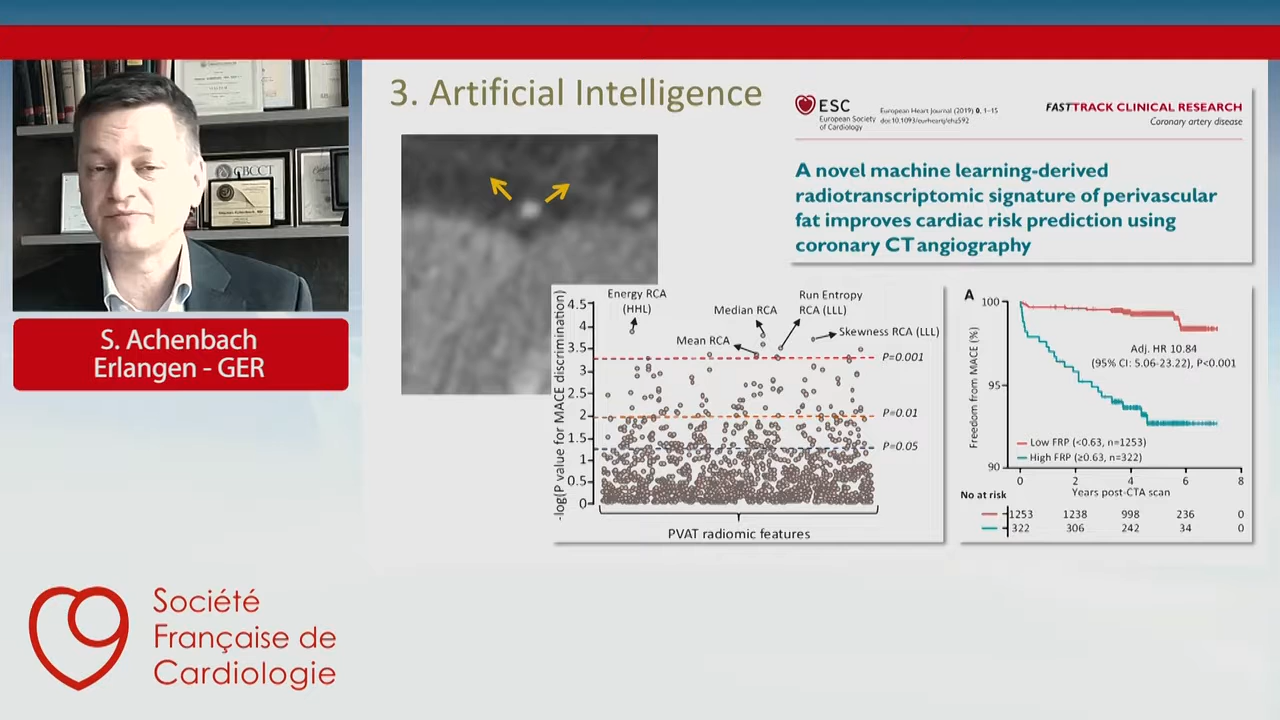 CBCCT
S. Achenbach
Erlangen - GER
Société
Française de
Cardiologie
3. Artificial Intelligence
ESC
European Society
of Cardiology
European Heart Journal (2019) 0, 1–15
doi:10.1093/eurheartj/ehz592
FASTTRACK CLINICAL RESEARCH
Coronary artery disease
A novel machine learning-derived
radiotranscriptomic signature of perivascular
fat improves cardiac risk prediction using
coronary CT angiography
-log(P value for MACE discrimination)
4.5
4
3.5
3
2.5
2
1.5
1
0.5
0
Energy RCA
(HHL)
Mean RCA
Median RCA
Run Entropy
RCA (LLL)
Skewness RCA (LLL)
P=0.001
P=0.01
P=0.05
PVAT radiomic features
A
Freedom from MACE (%)
100
95
90
Adj. HR 10.84
(95% CI: 5.06-23.22), P<0.001
Low FRP (<0.63, n=1253)
High FRP (≥0.63, n=322)
0 2 4 6 8
Years post-CTA scan
No at risk
1253 1238 998 236 0
322 306 242 34 0